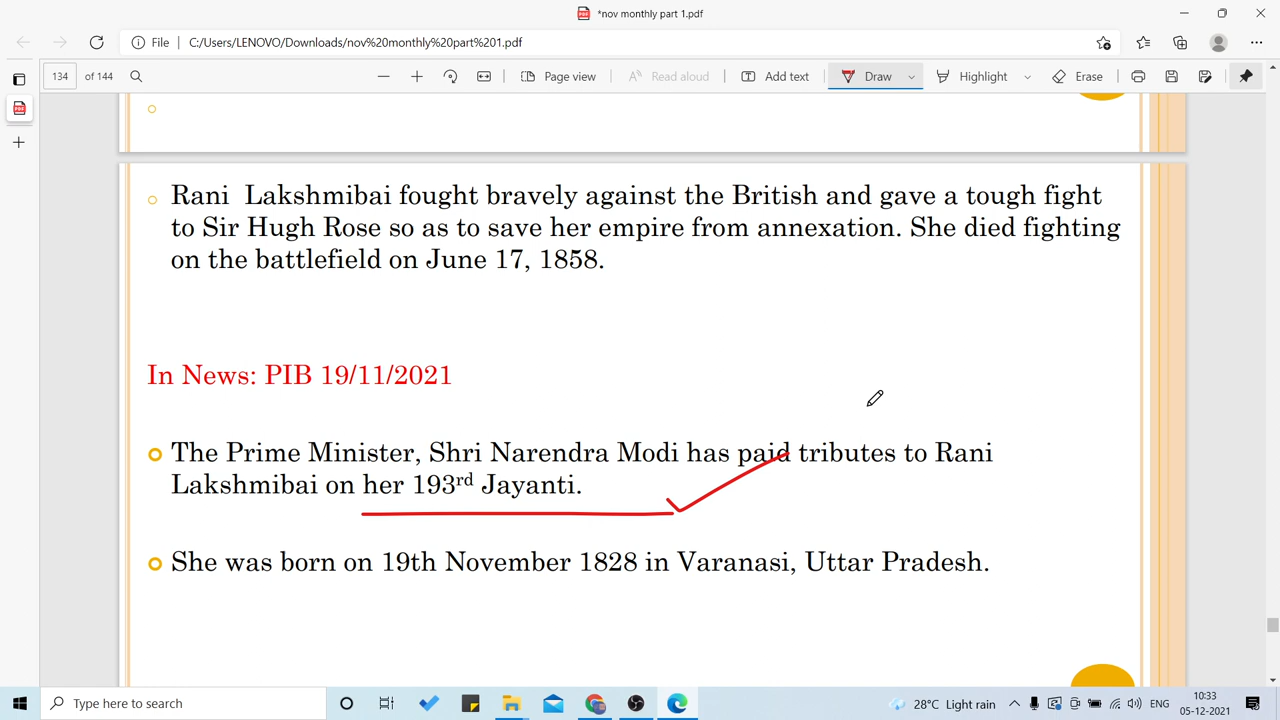 *nov monthly part 1.pdf
File
C:/Users/LENOVO/Downloads/nov%20monthly%20part%201.pdf
134 of 144
Page view
Read aloud
Add text
Draw
Highlight
Erase
Rani Lakshmibai fought bravely against the British and gave a tough fight
to Sir Hugh Rose so as to save her empire from annexation. She died fighting
on the battlefield on June 17, 1858.
In News: PIB 19/11/2021
The Prime Minister, Shri Narendra Modi has paid tributes to Rani
Lakshmibai on her 193rd Jayanti.
She was born on 19th November 1828 in Varanasi, Uttar Pradesh.
Type here to search
28°C Light rain
ENG
10:33
05-12-2021